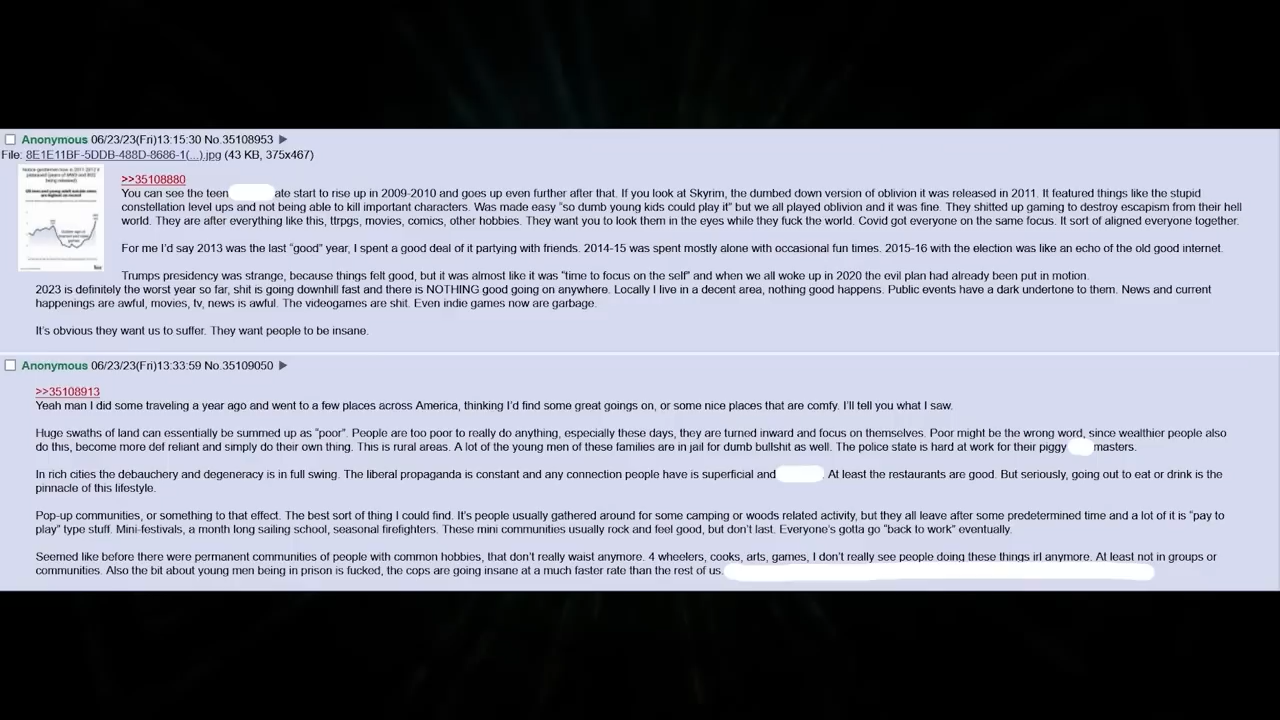 Anonymous 06/23/23(Fri)13:15:30 No.35108953 ▶
File: 8E1E11BF-5DDB-488D-8686-1(...).jpg (43 KB, 375x467)
>>35108880
You can see the teen ate start to rise up in 2009-2010 and goes up even further after that. If you look at Skyrim, the dumbed down version of oblivion it was released in 2011. It featured things like the stupid
constellation level ups and not being able to kill important characters. Was made easy “so dumb young kids could play it” but we all played oblivion and it was fine. They shitted up gaming to destroy escapism from their hell
world. They are after everything like this, ttrpgs, movies, comics, other hobbies. They want you to look them in the eyes while they fuck the world. Covid got everyone on the same focus. It sort of aligned everyone together.
For me I’d say 2013 was the last “good” year, I spent a good deal of it partying with friends. 2014-15 was spent mostly alone with occasional fun times. 2015-16 with the election was like an echo of the old good internet.
Trumps presidency was strange, because things felt good, but it was almost like it was “time to focus on the self” and when we all woke up in 2020 the evil plan had already been put in motion.
2023 is definitely the worst year so far, shit is going downhill fast and there is NOTHING good going on anywhere. Locally I live in a decent area, nothing good happens. Public events have a dark undertone to them. News and current
happenings are awful, movies, tv, news is awful. The videogames are shit. Even indie games now are garbage.
It’s obvious they want us to suffer. They want people to be insane.
Anonymous 06/23/23(Fri)13:33:59 No.35109050 ▶
>>35108913
Yeah man I did some traveling a year ago and went to a few places across America, thinking I’d find some great goings on, or some nice places that are comfy. I’ll tell you what I saw.
Huge swaths of land can essentially be summed up as “poor”. People are too poor to really do anything, especially these days, they are turned inward and focus on themselves. Poor might be the wrong word, since wealthier people also
do this, become more def reliant and simply do their own thing. This is rural areas. A lot of the young men of these families are in jail for dumb bullshit as well. The police state is hard at work for their piggy masters.
In rich cities the debauchery and degeneracy is in full swing. The liberal propaganda is constant and any connection people have is superficial and . At least the restaurants are good. But seriously, going out to eat or drink is the
pinnacle of this lifestyle.
Pop-up communities, or something to that effect. The best sort of thing I could find. It’s people usually gathered around for some camping or woods related activity, but they all leave after some predetermined time and a lot of it is “pay to
play” type stuff. Mini-festivals, a month long sailing school, seasonal firefighters. These mini communities usually rock and feel good, but don’t last. Everyone’s gotta go “back to work” eventually.
Seemed like before there were permanent communities of people with common hobbies, that don’t really waist anymore. 4 wheelers, cooks, arts, games, I don’t really see people doing these things irl anymore. At least not in groups or
communities. Also the bit about young men being in prison is fucked, the cops are going insane at a much faster rate than the rest of us.